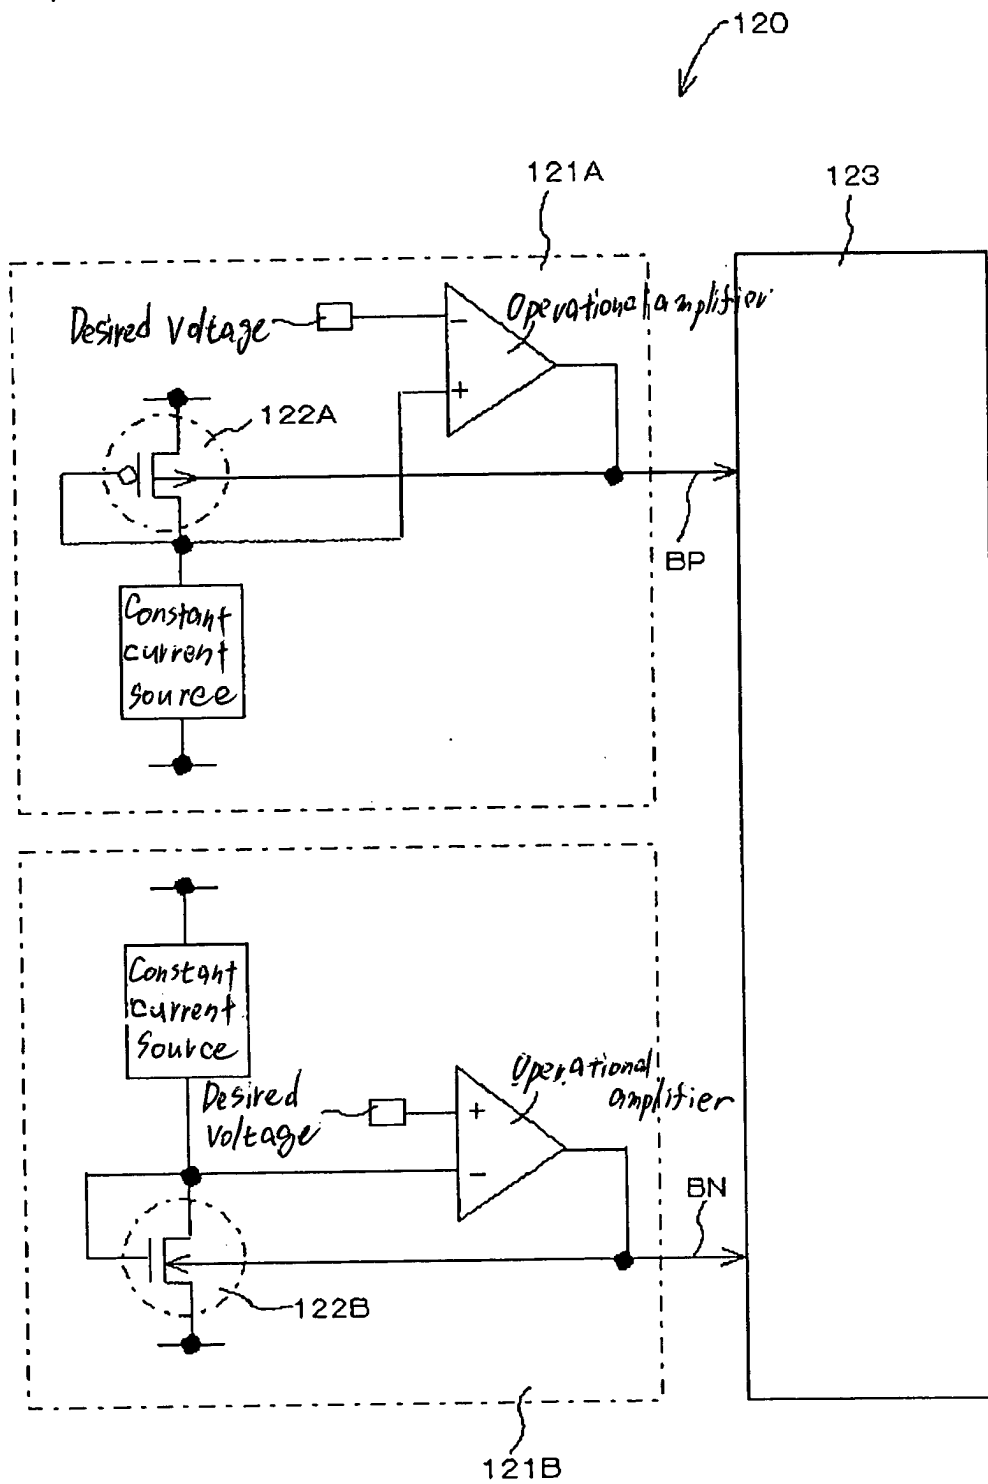 120
121A
123
Desired Voltage
-
Operational amplifier
+
122A
BP
Constant
current
source
Constant
current
source
Desired
voltage
+
Operational
amplifier
-
BN
122B
121B